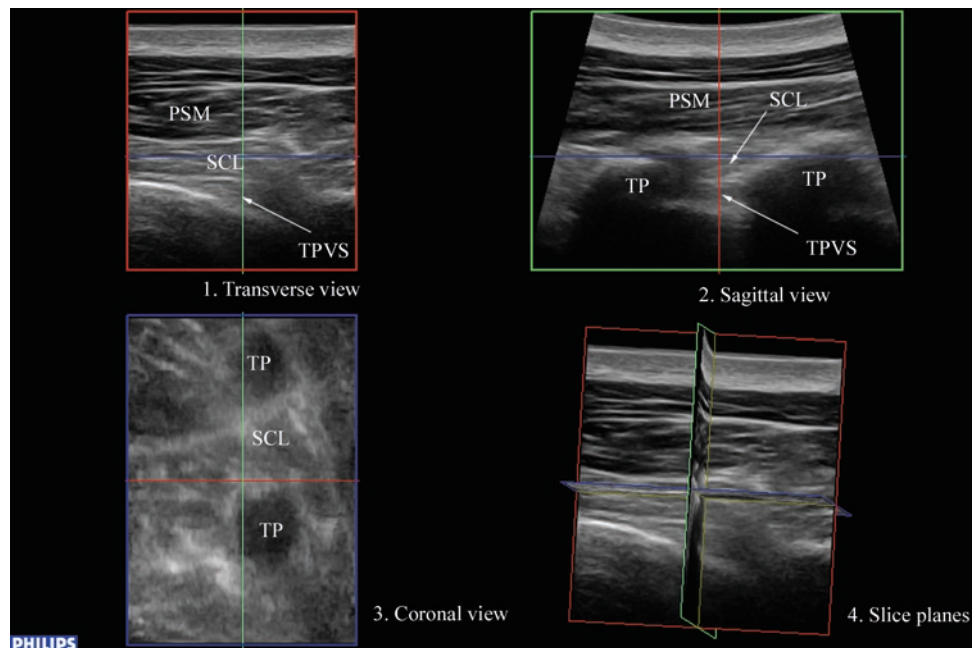 PSM
SCL
TPVS
1. Transverse view
PSM
SCL
TP
TP
TPVS
2. Sagittal view
TP
SCL
TP
3. Coronal view
4. Slice planes
PHILIPS